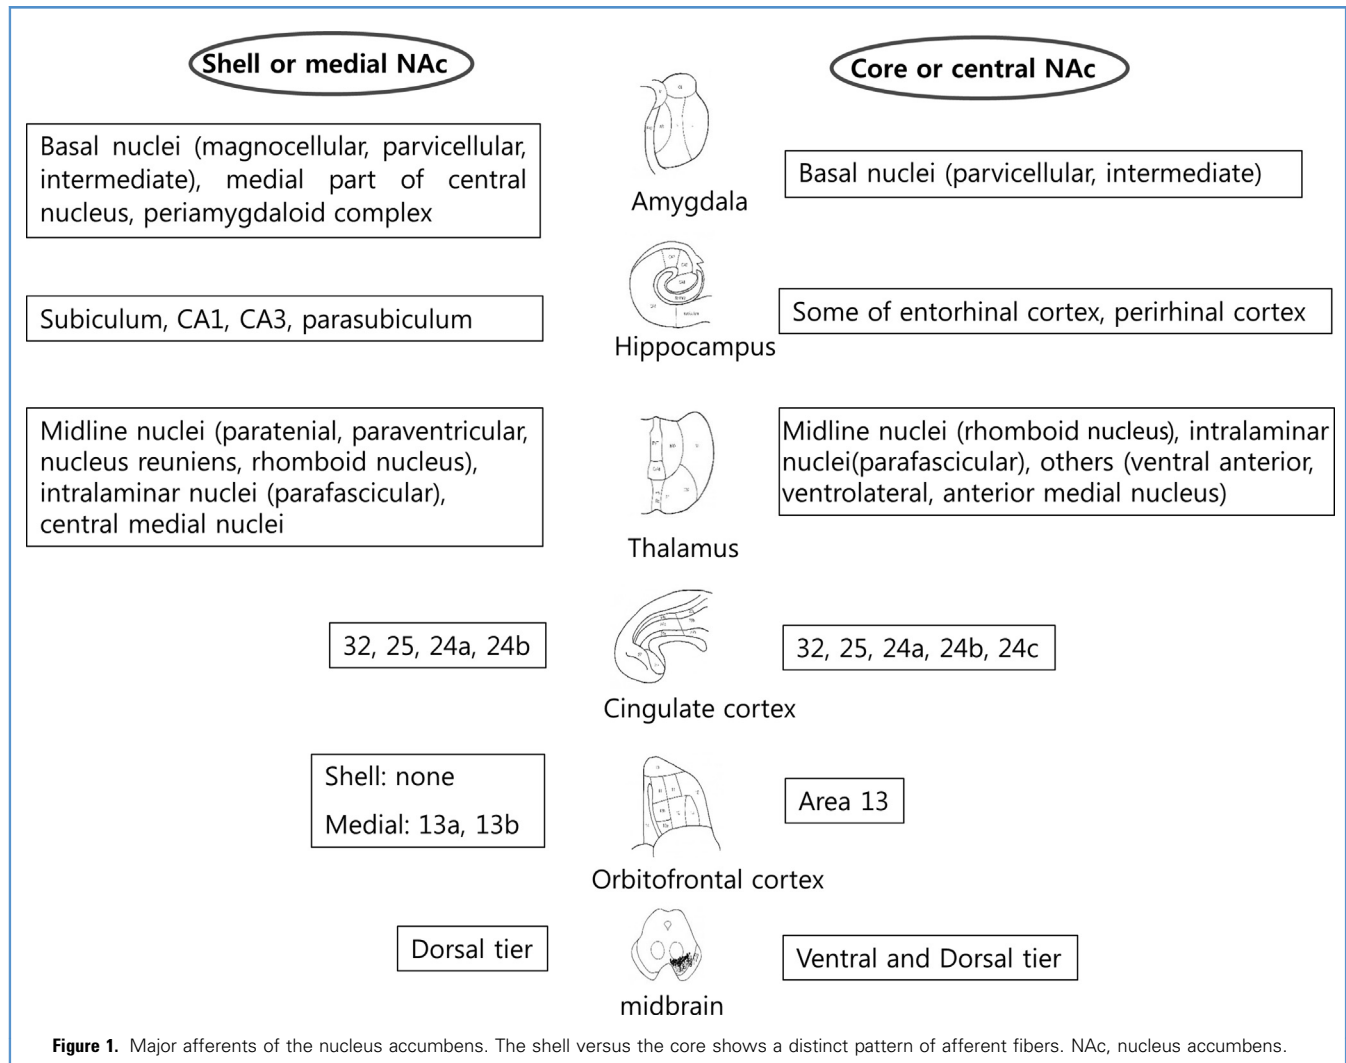 Shell or medial NAc
Core or central NAc
Basal nuclei (magnocellular, parvicellular,
intermediate), medial part of central
nucleus, periamygdaloid complex
Amygdala
Basal nuclei (parvicellular, intermediate)
Subiculum, CA1, CA3, parasubiculum
Hippocampus
Some of entorhinal cortex, perirhinal cortex
Midline nuclei (paratenial, paraventricular,
nucleus reuniens, rhomboid nucleus),
intralaminar nuclei (parafascicular),
central medial nuclei
Thalamus
Midline nuclei (rhomboid nucleus), intralaminar
nuclei(parafascicular), others (ventral anterior,
ventrolateral, anterior medial nucleus)
32, 25, 24a, 24b
Cingulate cortex
32, 25, 24a, 24b, 24c
Shell: none
Medial: 13a, 13b
Orbitofrontal cortex
Area 13
Dorsal tier
midbrain
Ventral and Dorsal tier
Figure 1. Major afferents of the nucleus accumbens. The shell versus the core shows a distinct pattern of afferent fibers. NAc, nucleus accumbens.